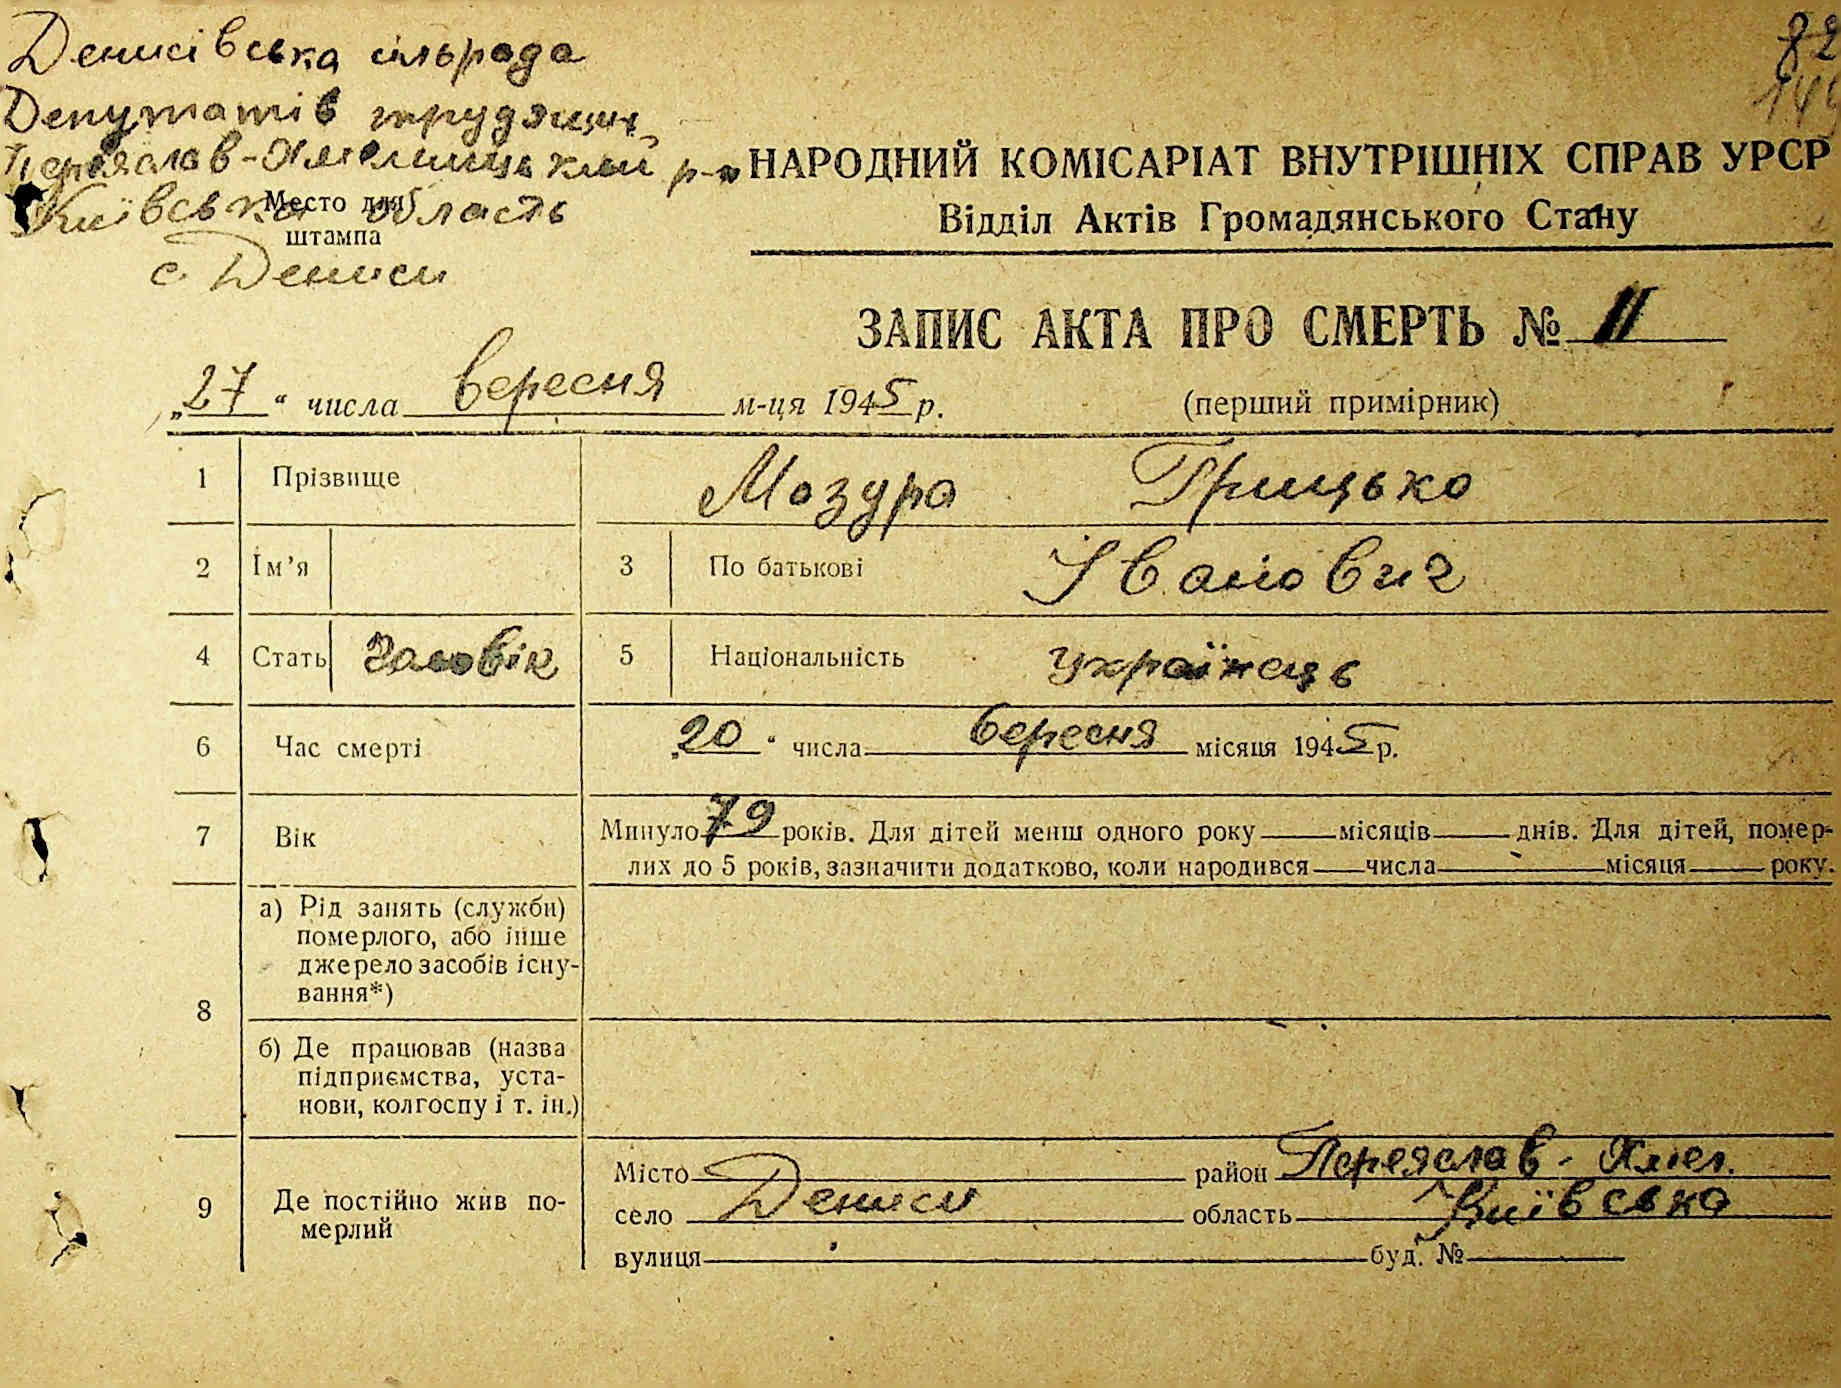 Денисівська сільрада
Депутатів трудящих
Переяслав-Хмельницький р-н
Київська область
Место для
штампа
с. Дениси
82
НАРОДНИЙ КОМІСАРІАТ ВНУТРІШНІХ СПРАВ УРСР
Відділ Актів Громадянського Стану
ЗАПИС АКТА ПРО СМЕРТЬ № 11
„27“ числа вересня м-ця 1945 р. (перший примірник)
1 Прізвище Мазура Грицько
2 Ім’я 3 По батькові Іванович
4 Стать Чаловік 5 Національність українець
6 Час смерті „20“ числа вересня місяця 1945 р.
7 Вік Минуло 79 років. Для дітей менш одного року місяців днів. Для дітей, помер-
лих до 5 років, зазначити додатково, коли народився числа місяця року.
8
а) Рід занять (служби)
померлого, або інше
джерело засобів існу-
вання*)
б) Де працював (назва
підприємства, уста-
нови, колгоспу і т. ін.)
9 Де постійно жив по-
мерлий
Місто район Переяслав-Хмел.
село Дениси область Київська
вулиця буд. №